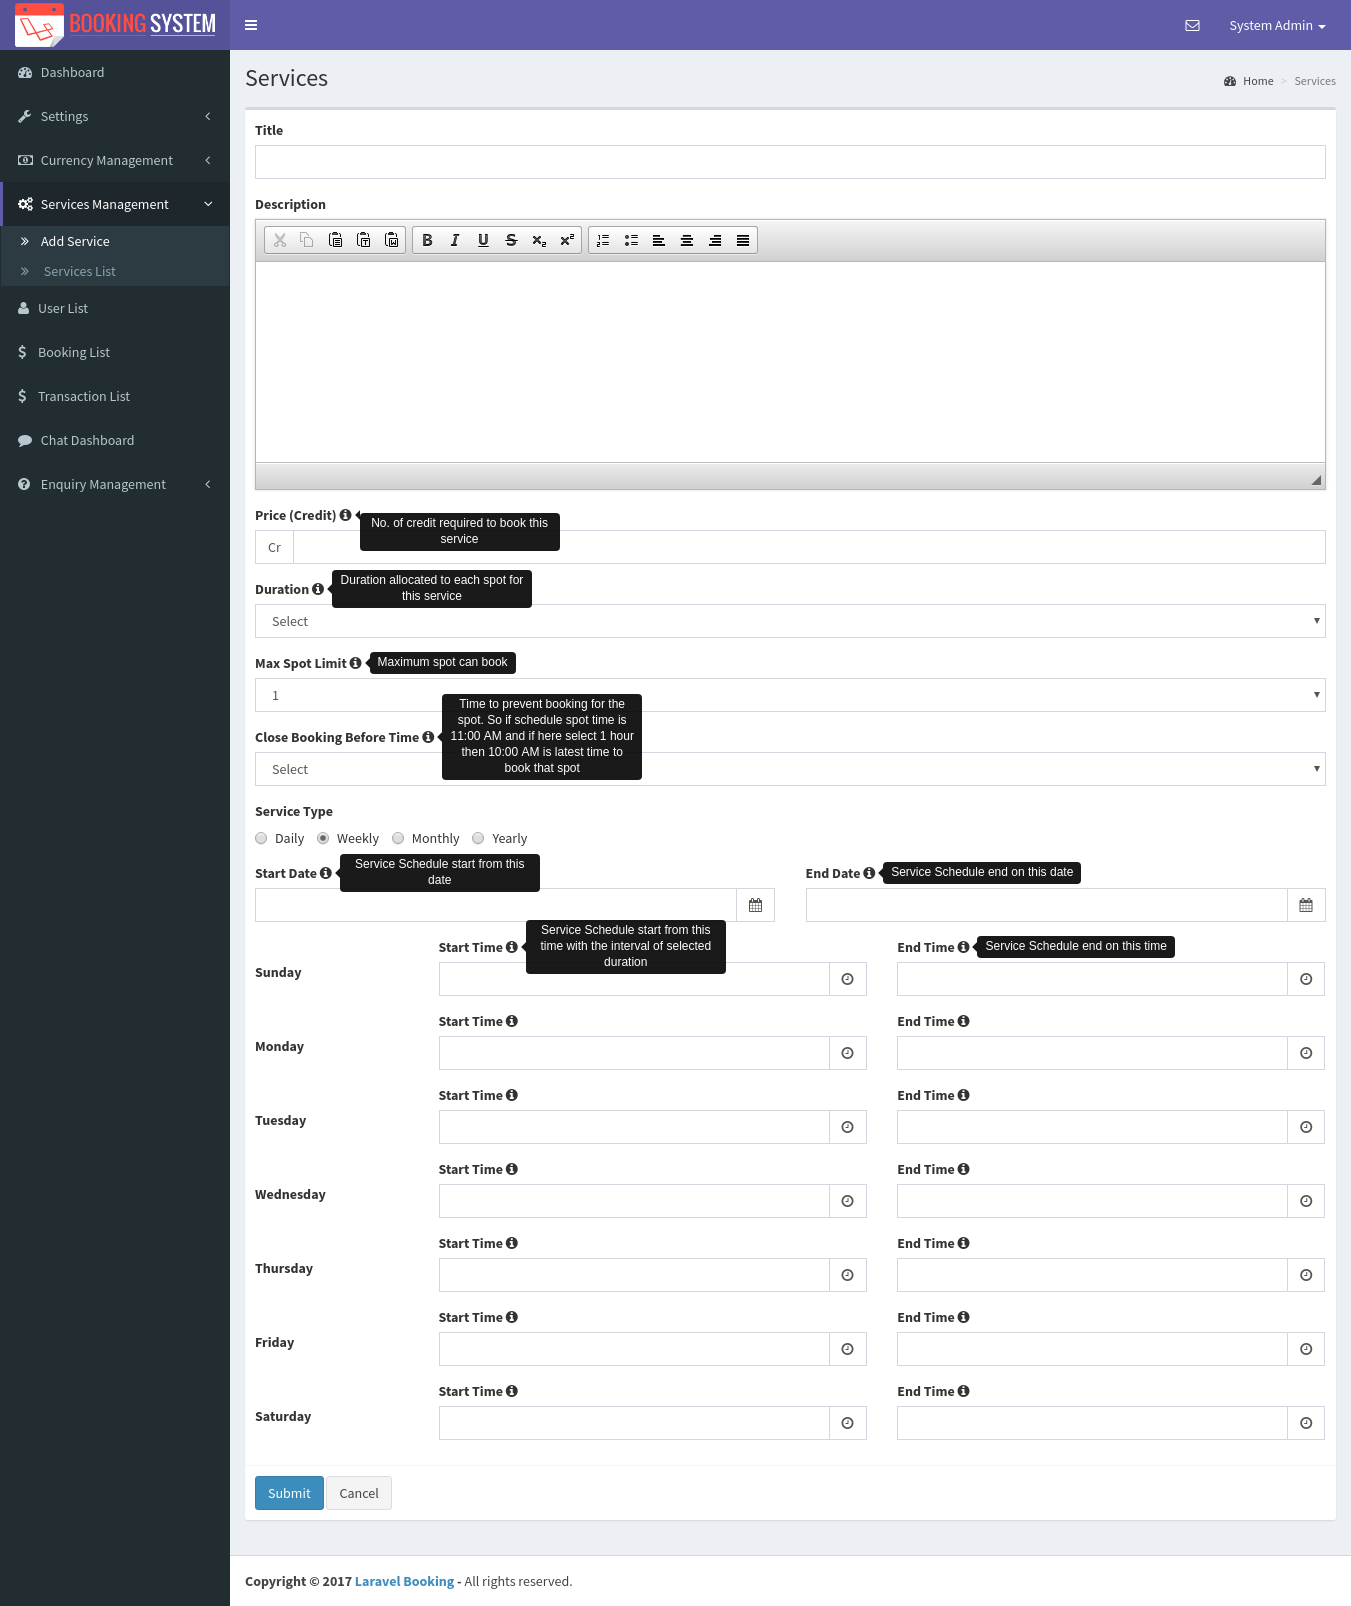 BOOKING SYSTEM
System Admin
Dashboard
Settings
Currency Management
Services Management
Add Service
Services List
User List
Booking List
Transaction List
Chat Dashboard
Enquiry Management
Services
Home > Services
Title
Description
Price (Credit)
No. of credit required to book this
service
Cr
Duration
Duration allocated to each spot for
this service
Select
Max Spot Limit
Maximum spot can book
1
Close Booking Before Time
Time to prevent booking for the
spot. So if schedule spot time is
11:00 AM and if here select 1 hour
then 10:00 AM is latest time to
book that spot
Select
Service Type
Daily Weekly Monthly Yearly
Start Date
Service Schedule start from this
date
End Date
Service Schedule end on this date
Sunday
Start Time
Service Schedule start from this
time with the interval of selected
duration
End Time
Service Schedule end on this time
Monday
Start Time
End Time
Tuesday
Start Time
End Time
Wednesday
Start Time
End Time
Thursday
Start Time
End Time
Friday
Start Time
End Time
Saturday
Start Time
End Time
Submit
Cancel
Copyright © 2017 Laravel Booking - All rights reserved.